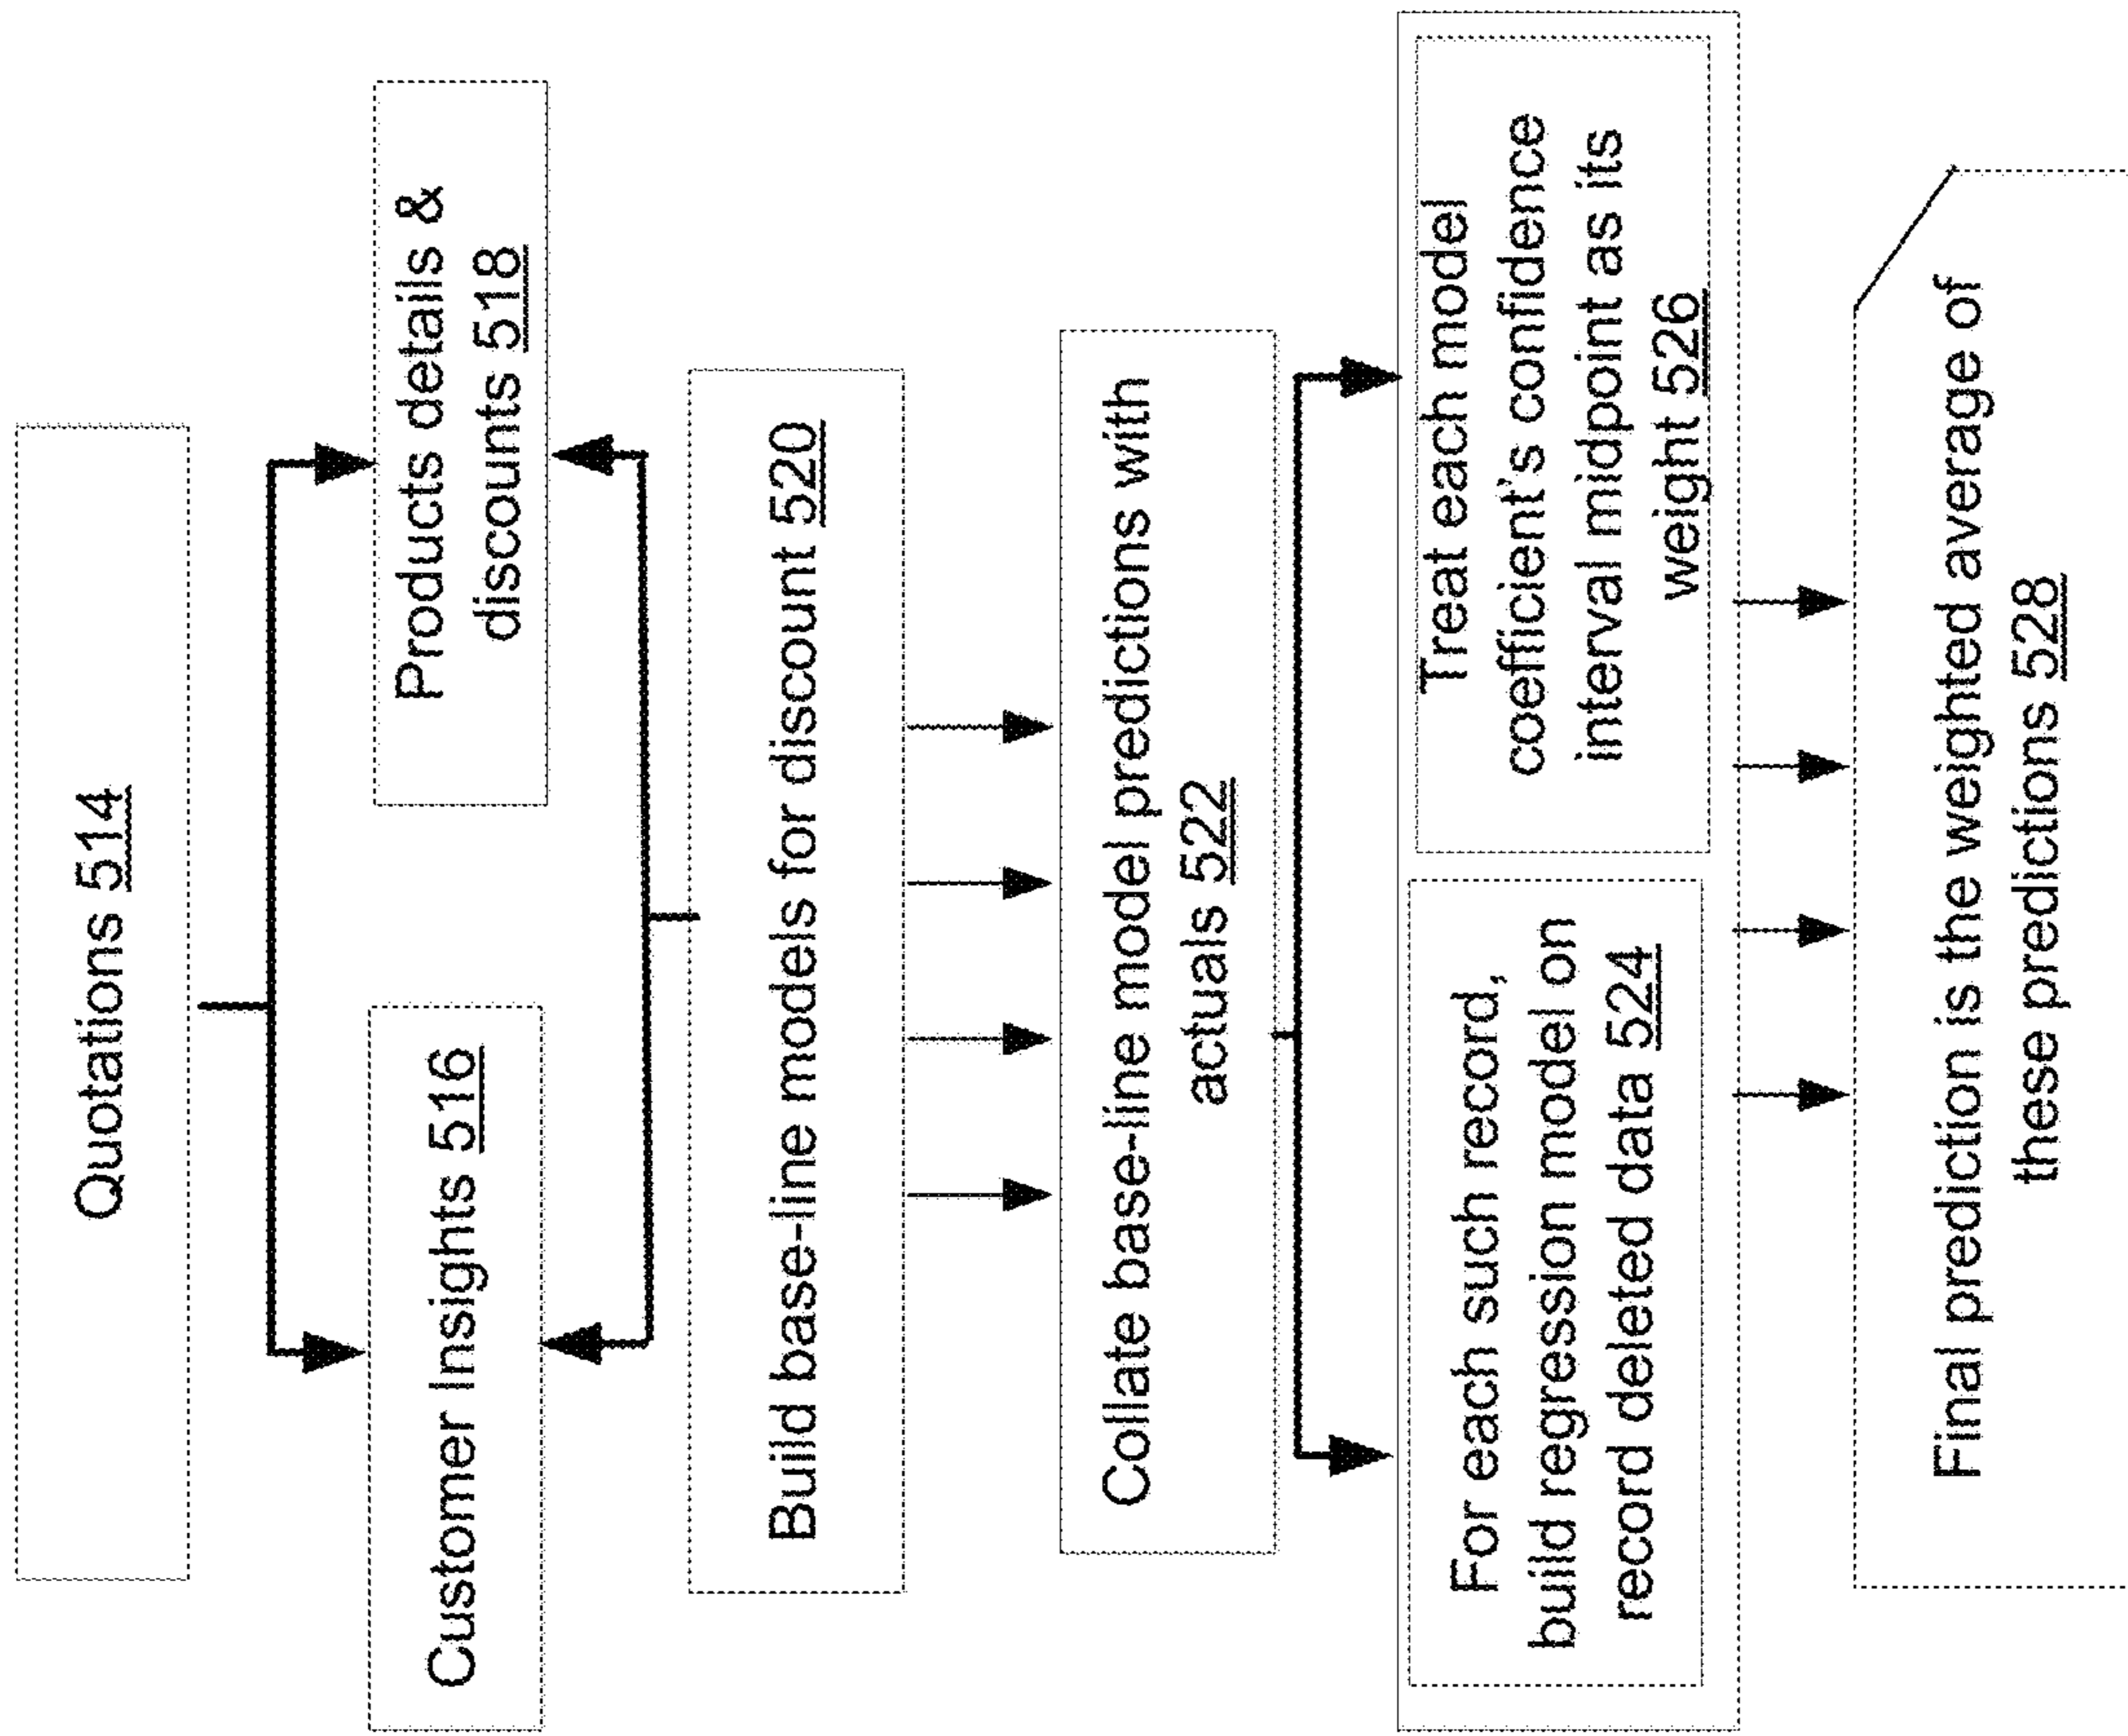 Quotations 514
Customer Insights 516
Products details &
discounts 518
Build base-line models for discount 520
Collate base-line model predictions with
actuals 522
For each such record,
build regression model on
record deleted data 524
Treat each model
coefficient's confidence
interval midpoint as its
weight 526
Final prediction is the weighted average of
these predictions 528